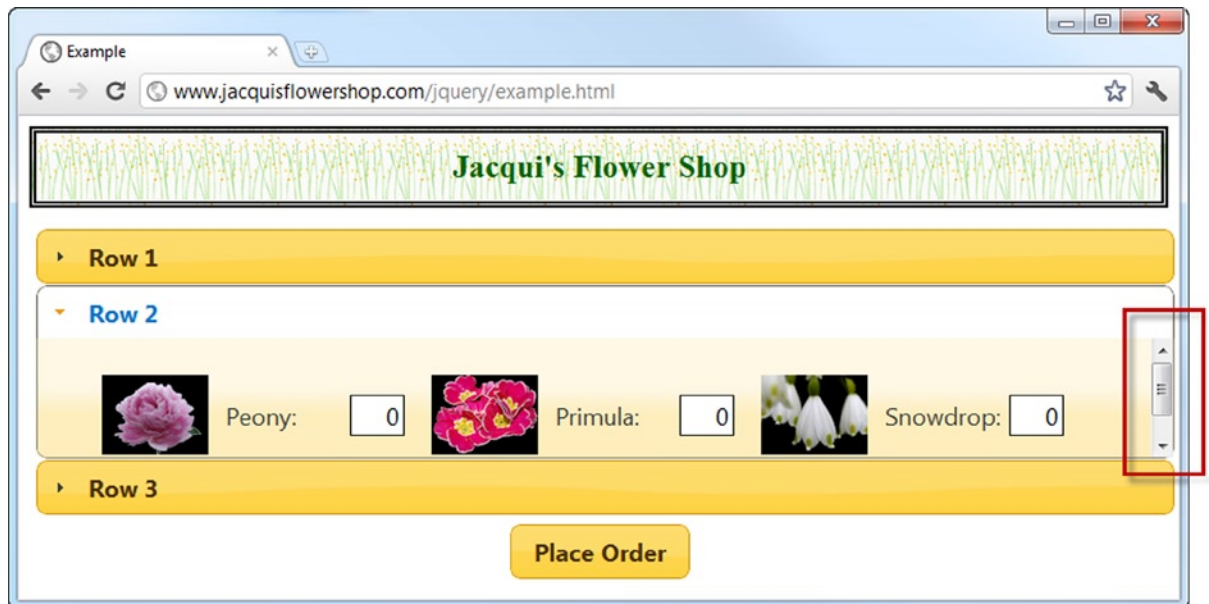 Example
www.jacquisflowershop.com/jquery/example.html
Jacqui's Flower Shop
Row 1
Row 2
Peony: 0 Primula: 0 Snowdrop: 0
Row 3
Place Order